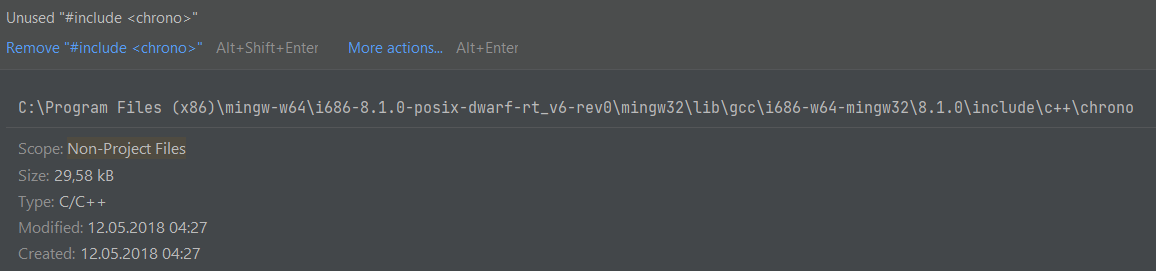 Unused "#include <chrono>"
Remove "#include <chrono>" Alt+Shift+Enter More actions... Alt+Enter
C:\Program Files (x86)\mingw-w64\i686-8.1.0-posix-dwarf-rt_v6-rev0\mingw32\lib\gcc\i686-w64-mingw32\8.1.0\include\c++\chrono
Scope: Non-Project Files
Size: 29,58 kB
Type: C/C++
Modified: 12.05.2018 04:27
Created: 12.05.2018 04:27